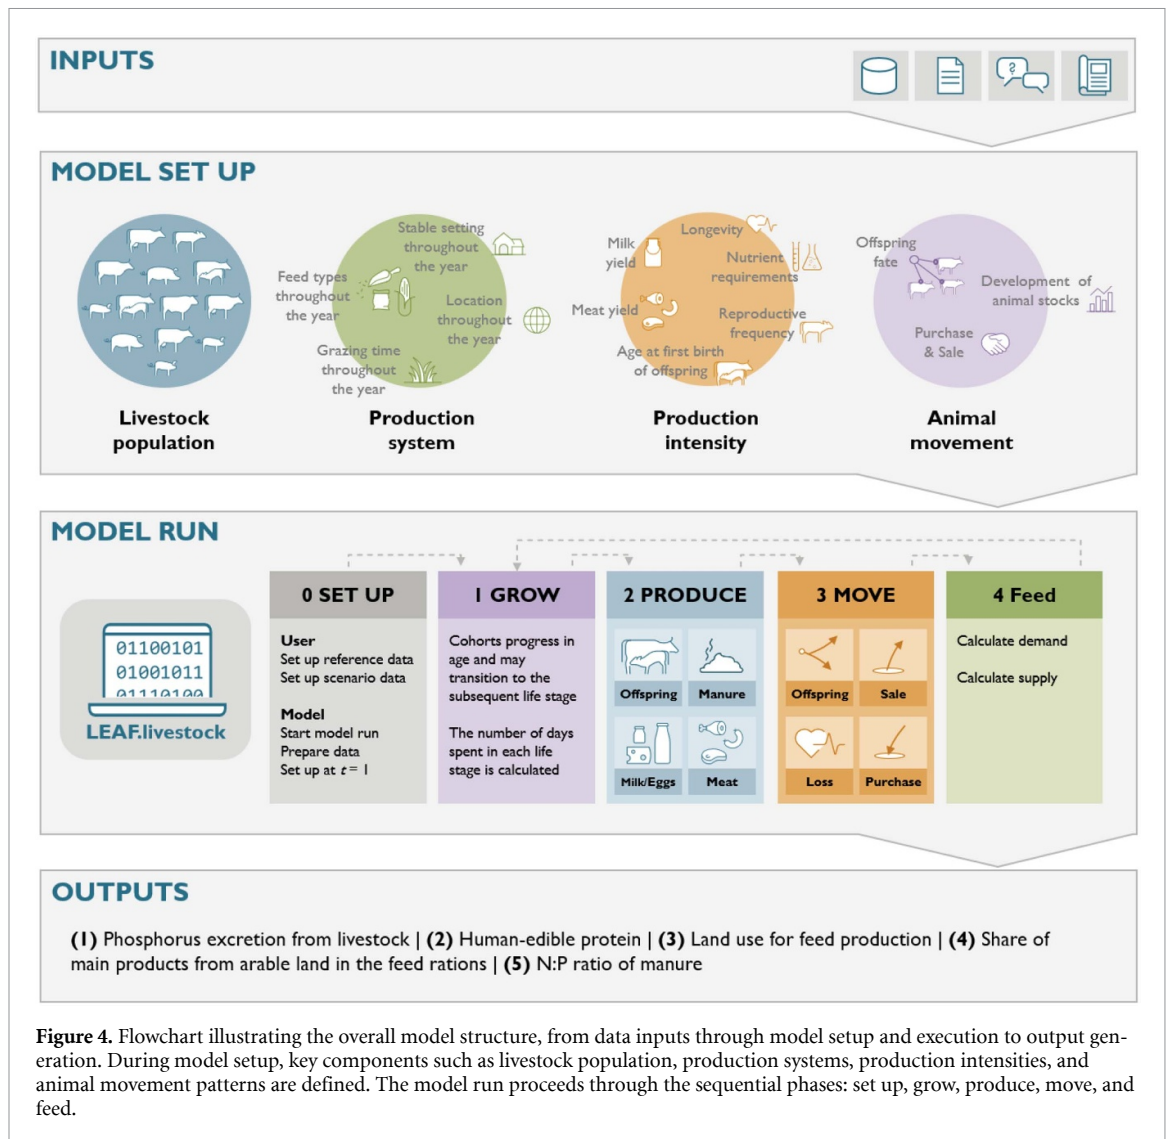 INPUTS
MODEL SET UP
Stable setting
throughout
the year
Feed types
throughout
the year
Location
throughout
the year
Grazing time
throughout
the year
Milk
yield
Longevity
Nutrient
requirements
Meat yield
Reproductive
frequency
Age at first birth
of offspring
Offspring
fate
Development of
animal stocks
Purchase
& Sale
Livestock
population
Production
system
Production
intensity
Animal
movement
MODEL RUN
01100101
01001011
01110100
LEAF.livestock
0 SET UP
User
Set up reference data
Set up scenario data
Model
Start model run
Prepare data
Set up at t = 1
1 GROW
Cohorts progress in
age and may
transition to the
subsequent life stage
The number of days
spent in each life
stage is calculated
2 PRODUCE
Offspring
Manure
Milk/Eggs
Meat
3 MOVE
Offspring
Sale
Loss
Purchase
4 Feed
Calculate demand
Calculate supply
OUTPUTS
(1) Phosphorus excretion from livestock | (2) Human-edible protein | (3) Land use for feed production | (4) Share of
main products from arable land in the feed rations | (5) N:P ratio of manure
Figure 4. Flowchart illustrating the overall model structure, from data inputs through model setup and execution to output gen-
eration. During model setup, key components such as livestock population, production systems, production intensities, and
animal movement patterns are defined. The model run proceeds through the sequential phases: set up, grow, produce, move, and
feed.